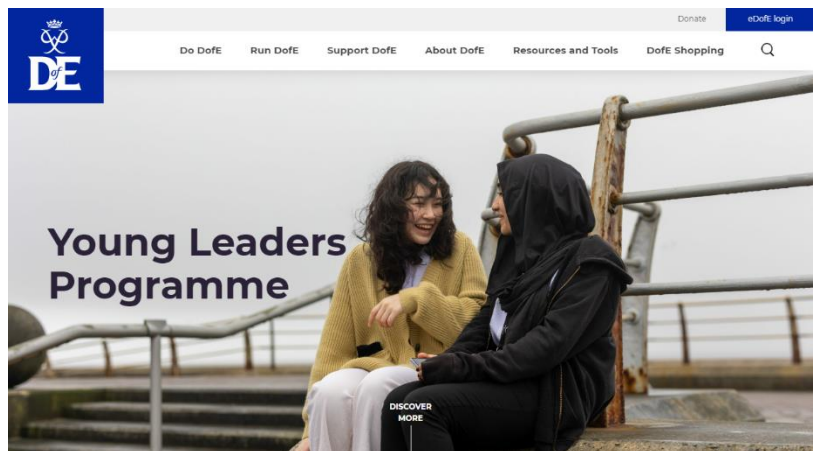 Donate
eDofE login
DofE
Do DofE
Run DofE
Support DofE
About DofE
Resources and Tools
DofE Shopping
Young Leaders
Programme
DISCOVER
MORE